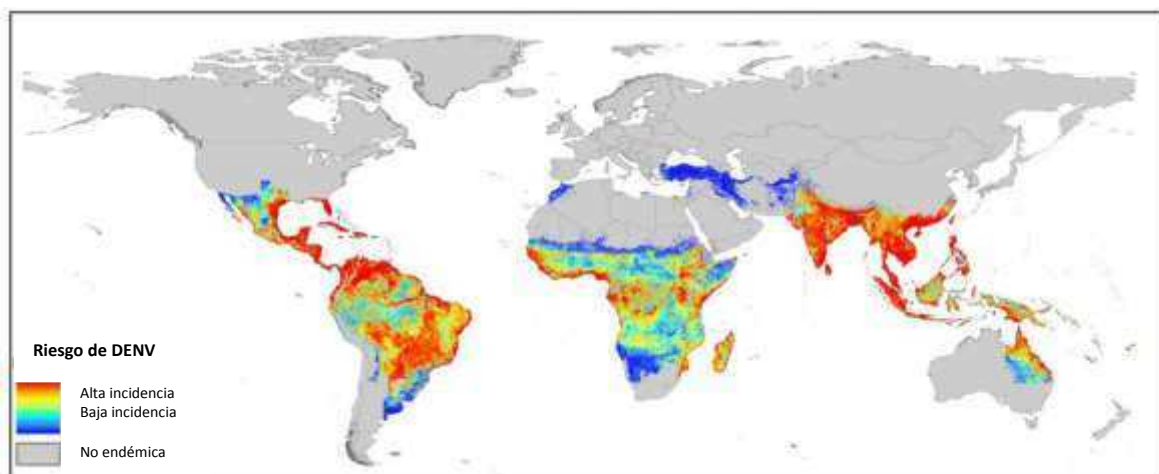 Riesgo de DENV
Alta incidencia
Baja incidencia
No endémica